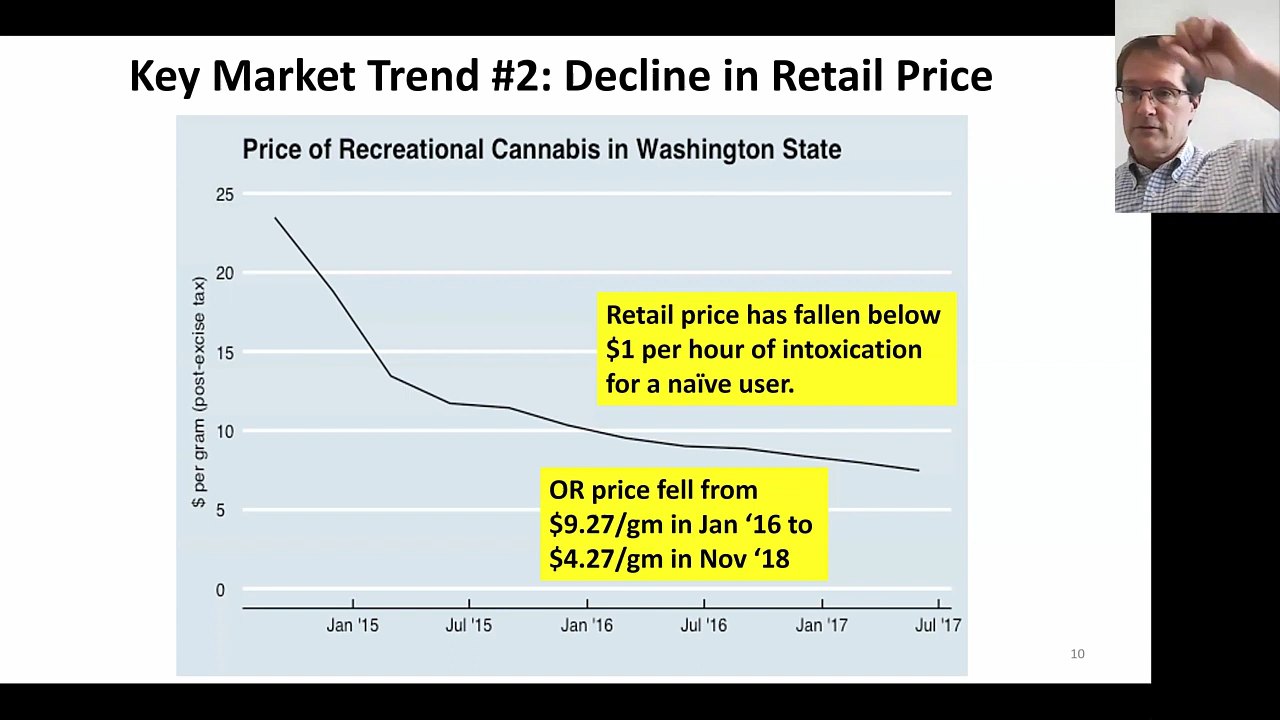 Key Market Trend #2: Decline in Retail Price
Price of Recreational Cannabis in Washington State
$ per gram (post-excise tax)
25
20
15
10
5
0
Retail price has fallen below
$1 per hour of intoxication
for a naïve user.
OR price fell from
$9.27/gm in Jan ‘16 to
$4.27/gm in Nov ‘18
Jan '15
Jul '15
Jan '16
Jul '16
Jan '17
Jul '17
10